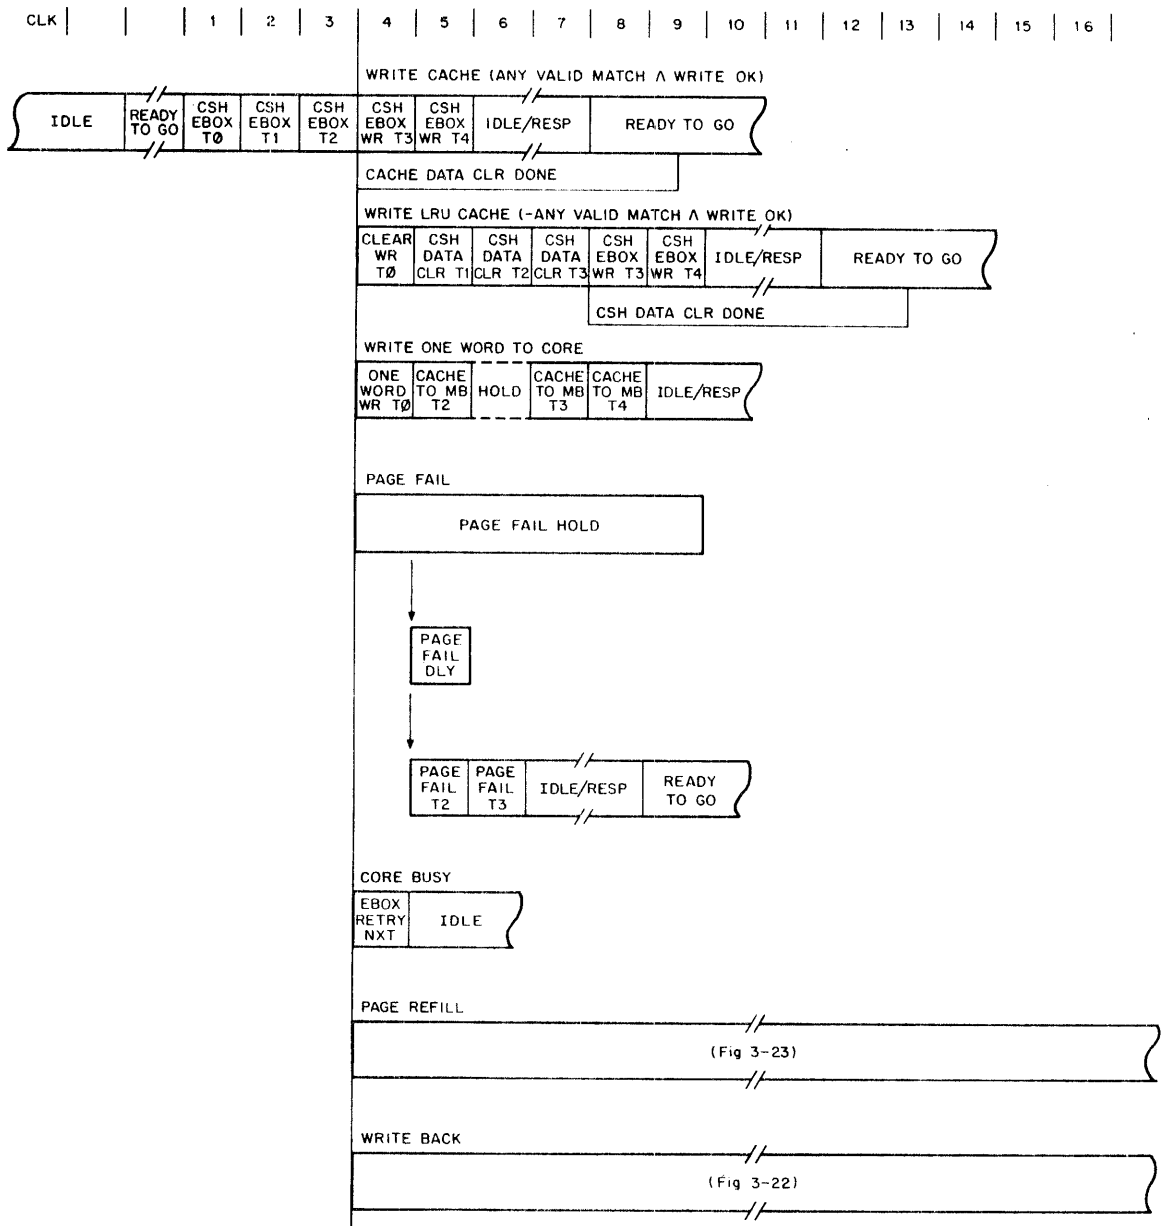 CLK 1 2 3 4 5 6 7 8 9 10 11 12 13 14 15 16
WRITE CACHE (ANY VALID MATCH ∧ WRITE OK)
IDLE
READY
TO GO
CSH
EBOX
TØ
CSH
EBOX
T1
CSH
EBOX
T2
CSH
EBOX
WR T3
CSH
EBOX
WR T4
IDLE/RESP
READY TO GO
CACHE DATA CLR DONE
WRITE LRU CACHE (-ANY VALID MATCH ∧ WRITE OK)
CLEAR
WR
TØ
CSH
DATA
CLR T1
CSH
DATA
CLR T2
CSH
DATA
CLR T3
CSH
EBOX
WR T3
CSH
EBOX
WR T4
IDLE/RESP
READY TO GO
CSH DATA CLR DONE
WRITE ONE WORD TO CORE
ONE
WORD
WR TØ
CACHE
TO MB
T2
HOLD
CACHE
TO MB
T3
CACHE
TO MB
T4
IDLE/RESP
PAGE FAIL
PAGE FAIL HOLD
PAGE
FAIL
DLY
PAGE
FAIL
T2
PAGE
FAIL
T3
IDLE/RESP
READY
TO GO
CORE BUSY
EBOX
RETRY
NXT
IDLE
PAGE REFILL
(Fig 3-23)
WRITE BACK
(Fig 3-22)